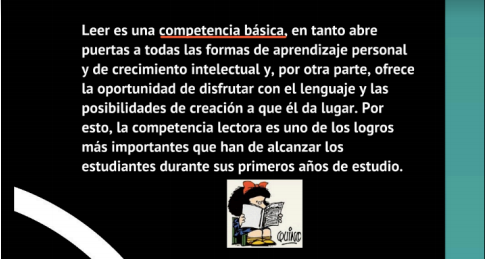 Leer es una competencia básica, en tanto abre
puertas a todas las formas de aprendizaje personal
y de crecimiento intelectual y, por otra parte, ofrece
la oportunidad de disfrutar con el lenguaje y las
posibilidades de creación a que él da lugar. Por
esto, la competencia lectora es uno de los logros
más importantes que han de alcanzar los
estudiantes durante sus primeros años de estudio.
QUINO